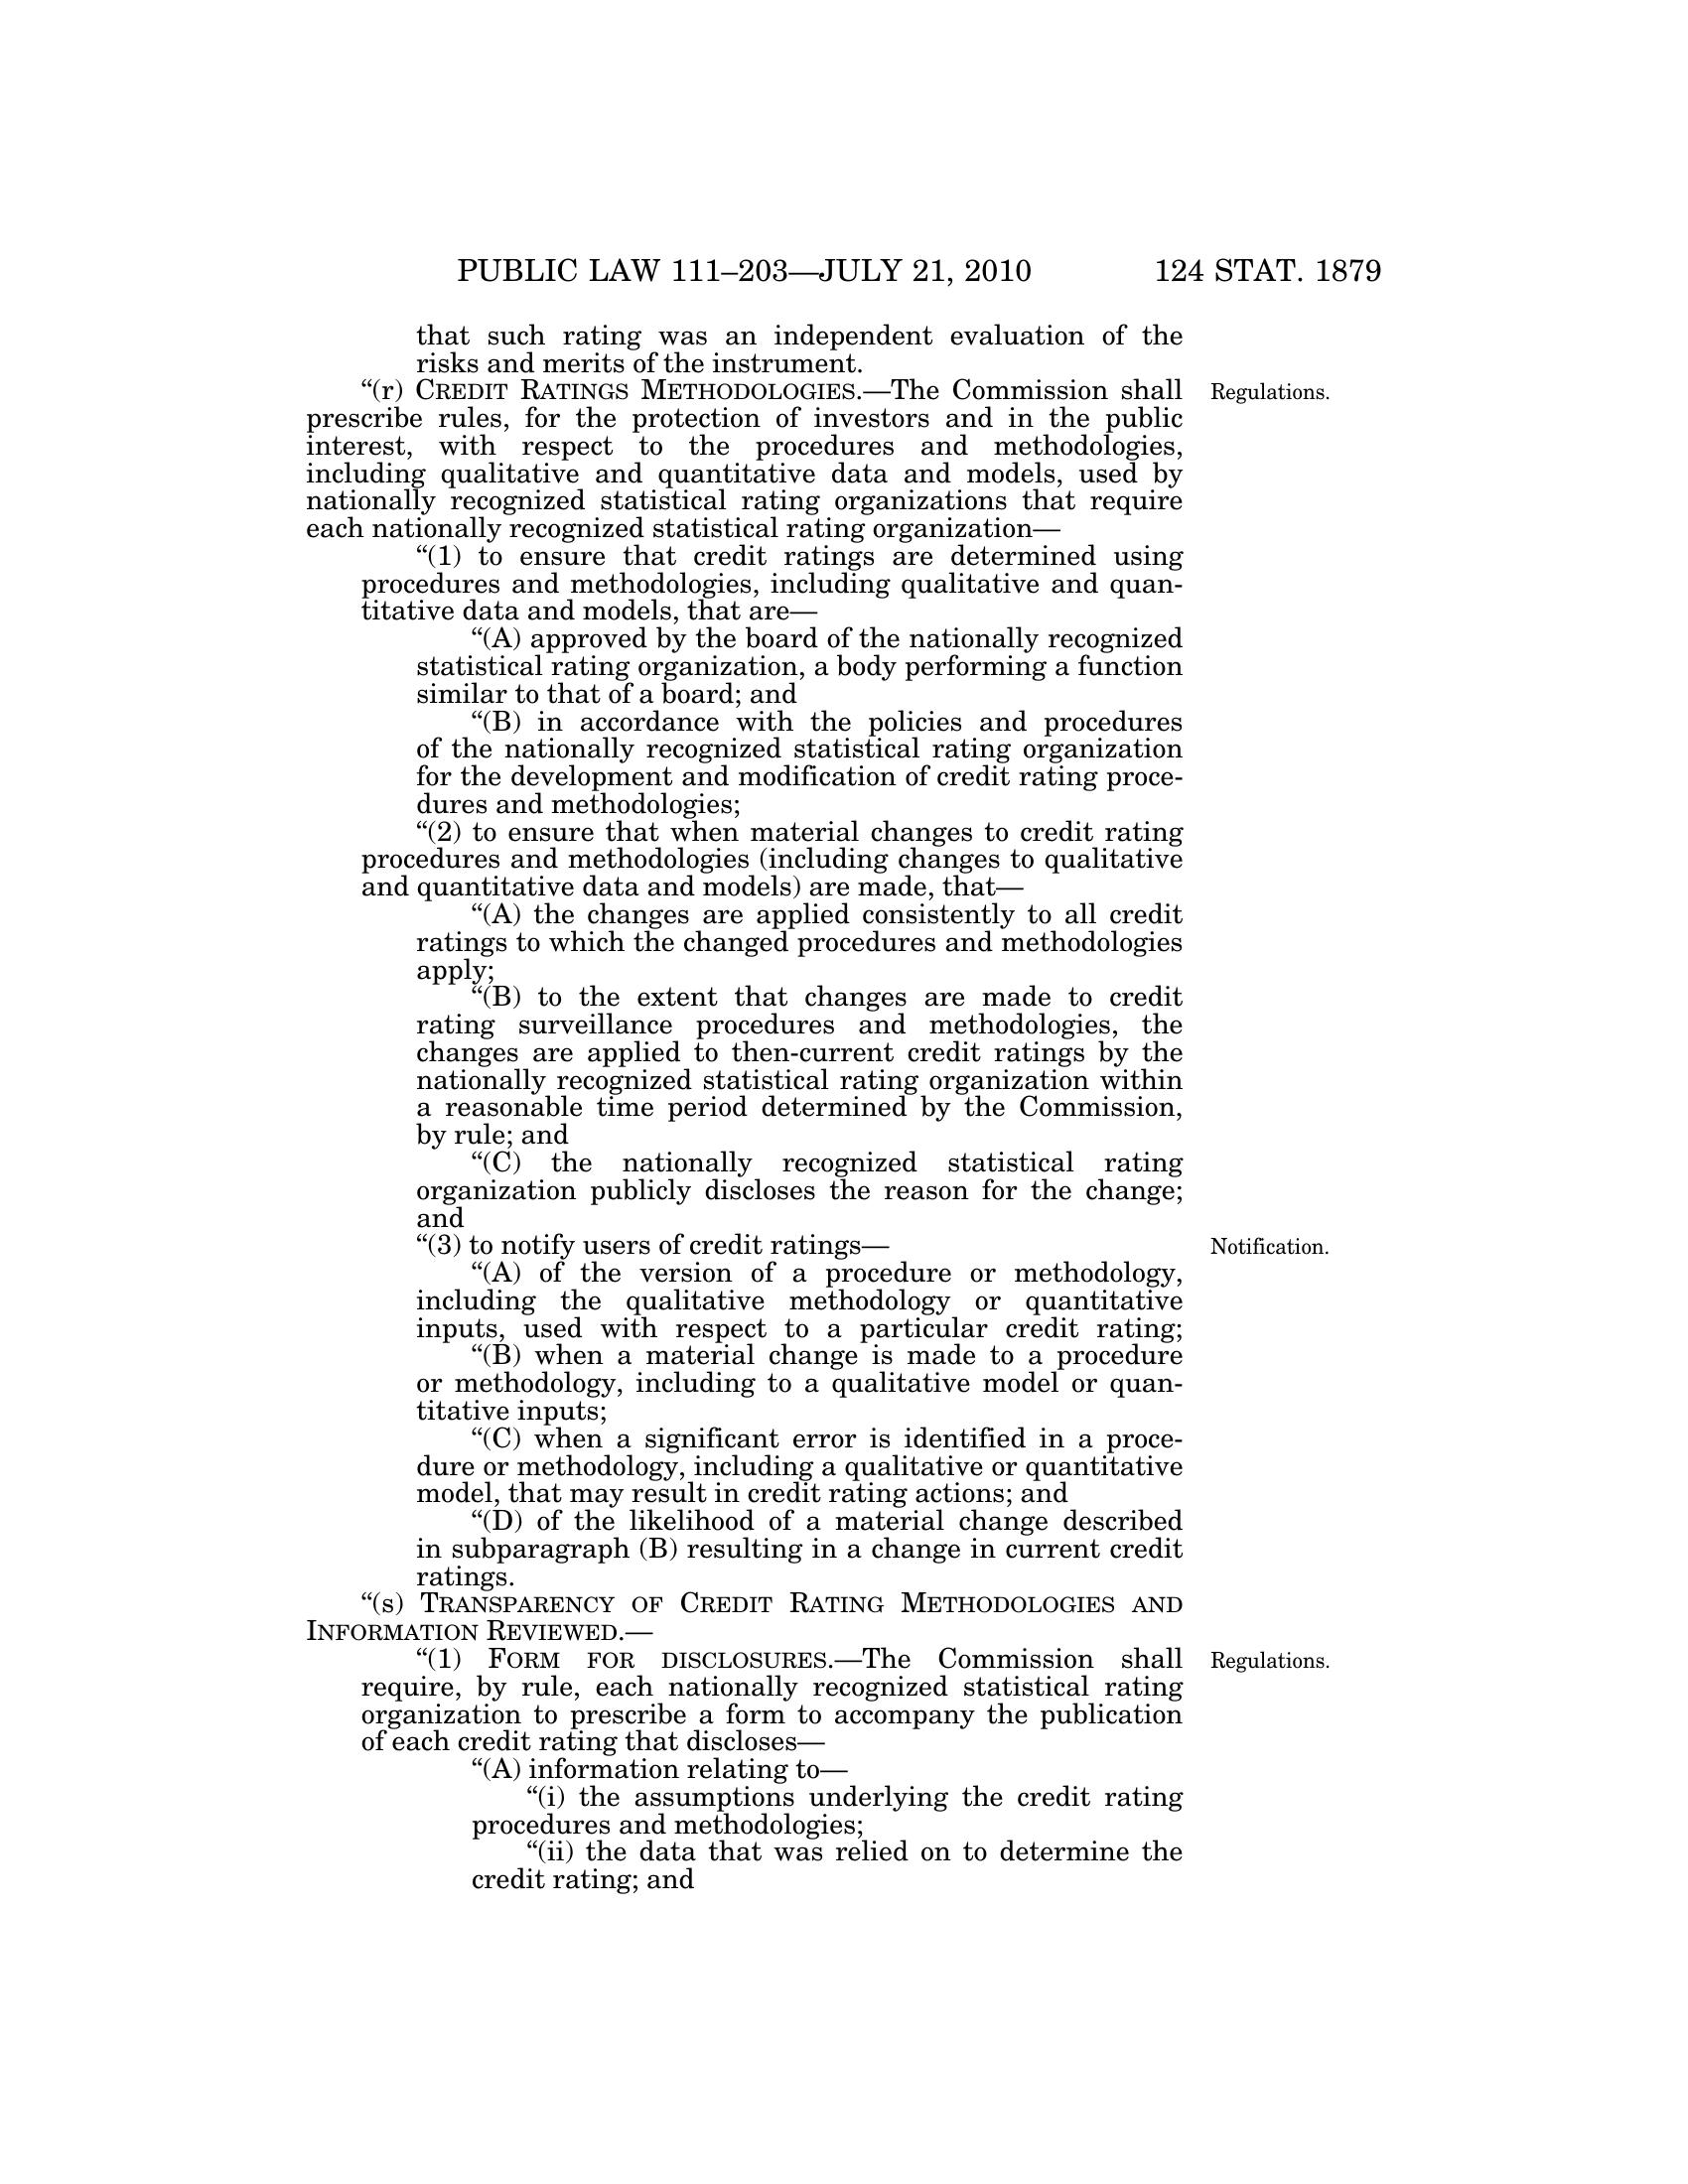 PUBLIC LAW 111–203—JULY 21, 2010 124 STAT. 1879
that such rating was an independent evaluation of the
risks and merits of the instrument.
“(r) CREDIT RATINGS METHODOLOGIES.—The Commission shall Regulations.
prescribe rules, for the protection of investors and in the public
interest, with respect to the procedures and methodologies,
including qualitative and quantitative data and models, used by
nationally recognized statistical rating organizations that require
each nationally recognized statistical rating organization—
“(1) to ensure that credit ratings are determined using
procedures and methodologies, including qualitative and quan-
titative data and models, that are—
“(A) approved by the board of the nationally recognized
statistical rating organization, a body performing a function
similar to that of a board; and
“(B) in accordance with the policies and procedures
of the nationally recognized statistical rating organization
for the development and modification of credit rating proce-
dures and methodologies;
“(2) to ensure that when material changes to credit rating
procedures and methodologies (including changes to qualitative
and quantitative data and models) are made, that—
“(A) the changes are applied consistently to all credit
ratings to which the changed procedures and methodologies
apply;
“(B) to the extent that changes are made to credit
rating surveillance procedures and methodologies, the
changes are applied to then-current credit ratings by the
nationally recognized statistical rating organization within
a reasonable time period determined by the Commission,
by rule; and
“(C) the nationally recognized statistical rating
organization publicly discloses the reason for the change;
and
“(3) to notify users of credit ratings— Notification.
“(A) of the version of a procedure or methodology,
including the qualitative methodology or quantitative
inputs, used with respect to a particular credit rating;
“(B) when a material change is made to a procedure
or methodology, including to a qualitative model or quan-
titative inputs;
“(C) when a significant error is identified in a proce-
dure or methodology, including a qualitative or quantitative
model, that may result in credit rating actions; and
“(D) of the likelihood of a material change described
in subparagraph (B) resulting in a change in current credit
ratings.
“(s) TRANSPARENCY OF CREDIT RATING METHODOLOGIES AND
INFORMATION REVIEWED.—
“(1) FORM FOR DISCLOSURES.—The Commission shall Regulations.
require, by rule, each nationally recognized statistical rating
organization to prescribe a form to accompany the publication
of each credit rating that discloses—
“(A) information relating to—
“(i) the assumptions underlying the credit rating
procedures and methodologies;
“(ii) the data that was relied on to determine the
credit rating; and